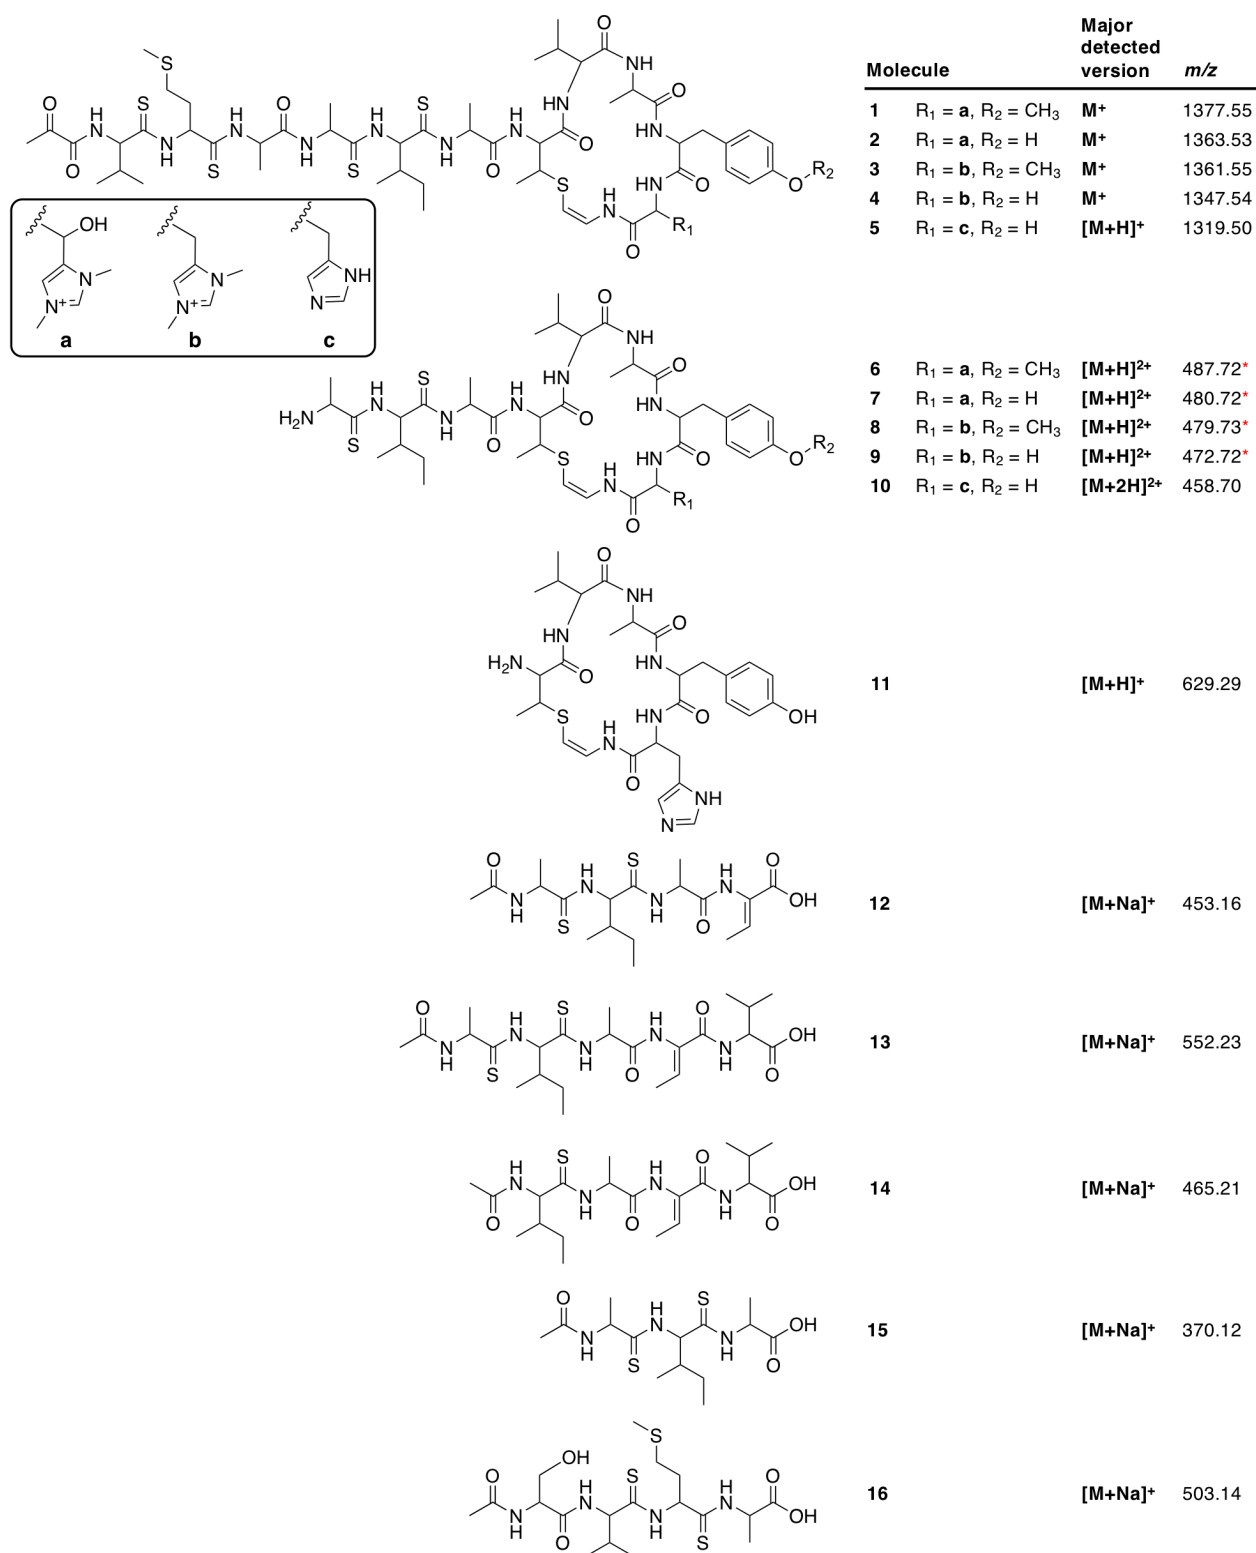 Molecule Major detected version m/z
1 R₁ = a, R₂ = CH₃ M⁺ 1377.55
2 R₁ = a, R₂ = H M⁺ 1363.53
3 R₁ = b, R₂ = CH₃ M⁺ 1361.55
4 R₁ = b, R₂ = H M⁺ 1347.54
5 R₁ = c, R₂ = H [M+H]⁺ 1319.50
a b c
6 R₁ = a, R₂ = CH₃ [M+H]²⁺ 487.72*
7 R₁ = a, R₂ = H [M+H]²⁺ 480.72*
8 R₁ = b, R₂ = CH₃ [M+H]²⁺ 479.73*
9 R₁ = b, R₂ = H [M+H]²⁺ 472.72*
10 R₁ = c, R₂ = H [M+2H]²⁺ 458.70
11 [M+H]⁺ 629.29
12 [M+Na]⁺ 453.16
13 [M+Na]⁺ 552.23
14 [M+Na]⁺ 465.21
15 [M+Na]⁺ 370.12
16 [M+Na]⁺ 503.14